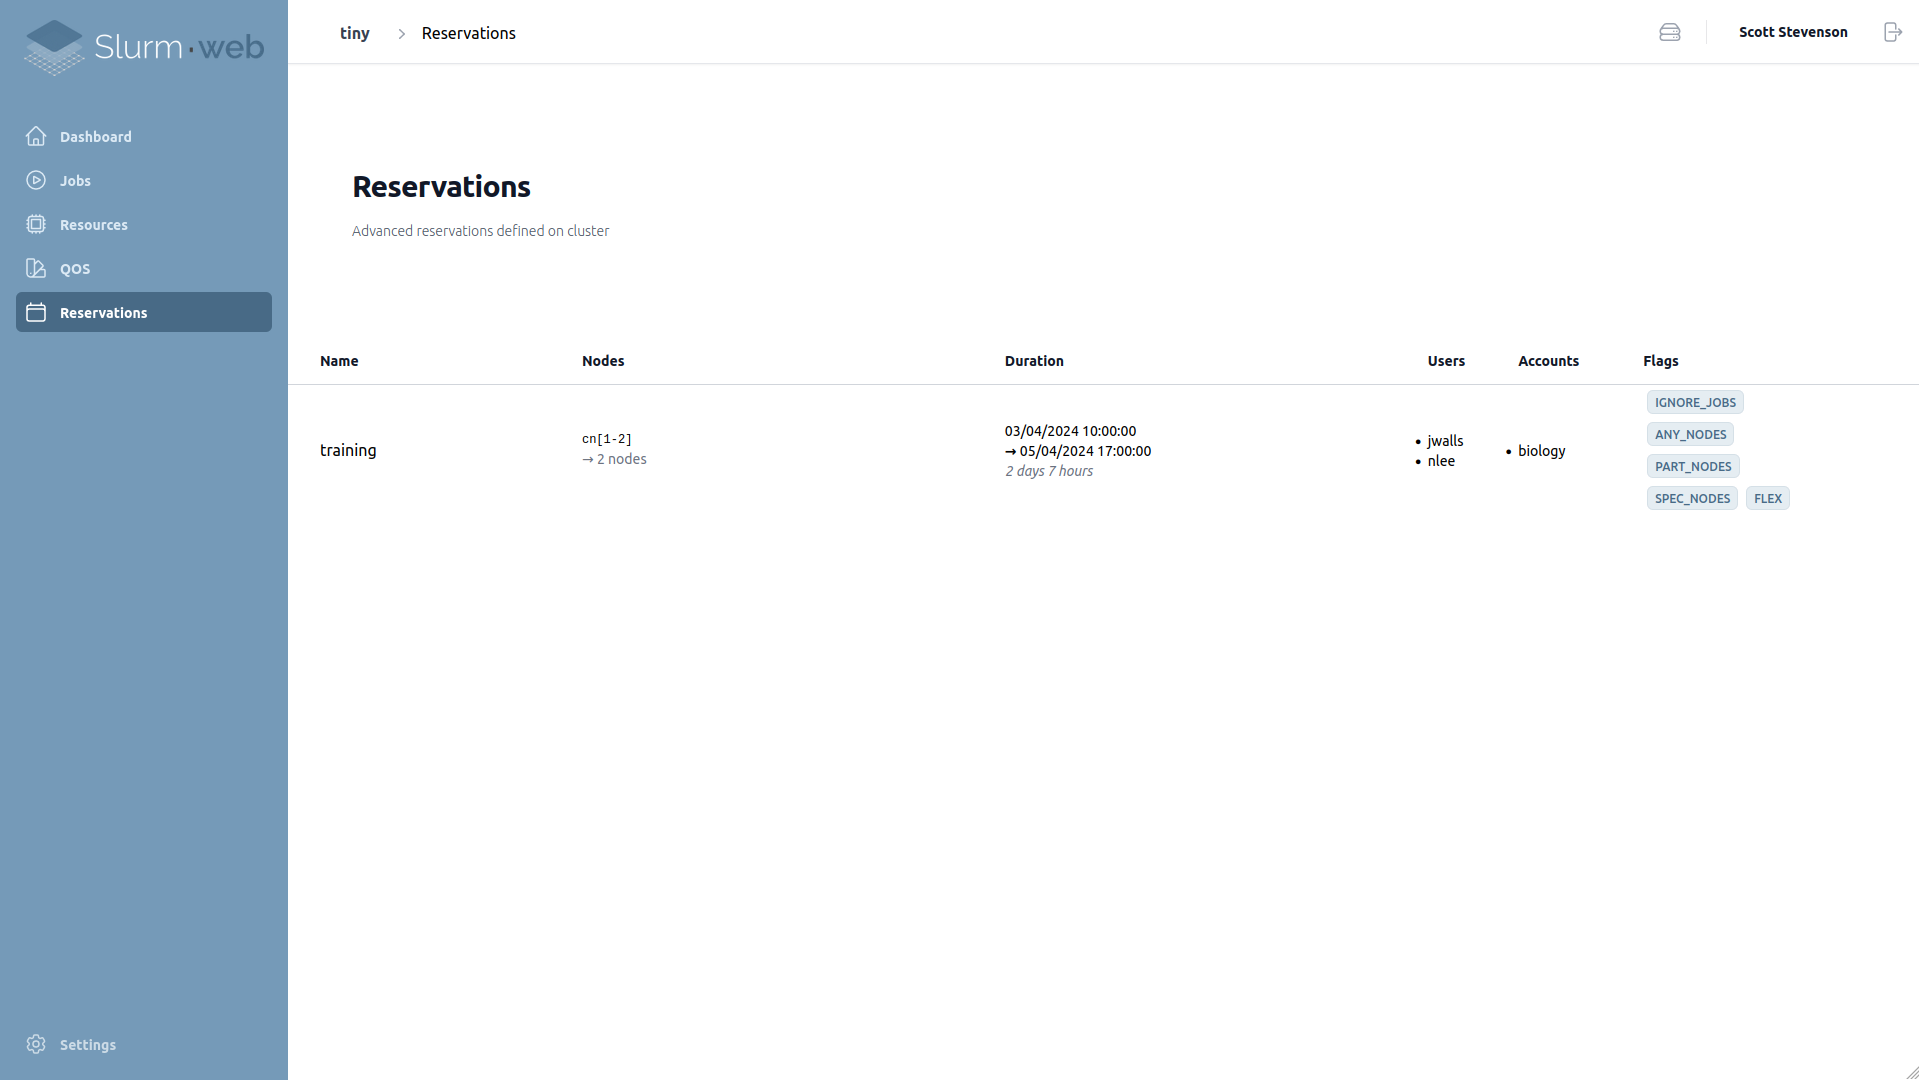 Slurm·web
tiny > Reservations
Scott Stevenson
Dashboard
Jobs
Resources
QOS
Reservations
Settings
Reservations
Advanced reservations defined on cluster
Name Nodes Duration Users Accounts Flags
training
cn[1-2]
→ 2 nodes
03/04/2024 10:00:00
→ 05/04/2024 17:00:00
2 days 7 hours
• jwalls
• nlee
• biology
IGNORE_JOBS
ANY_NODES
PART_NODES
SPEC_NODES FLEX